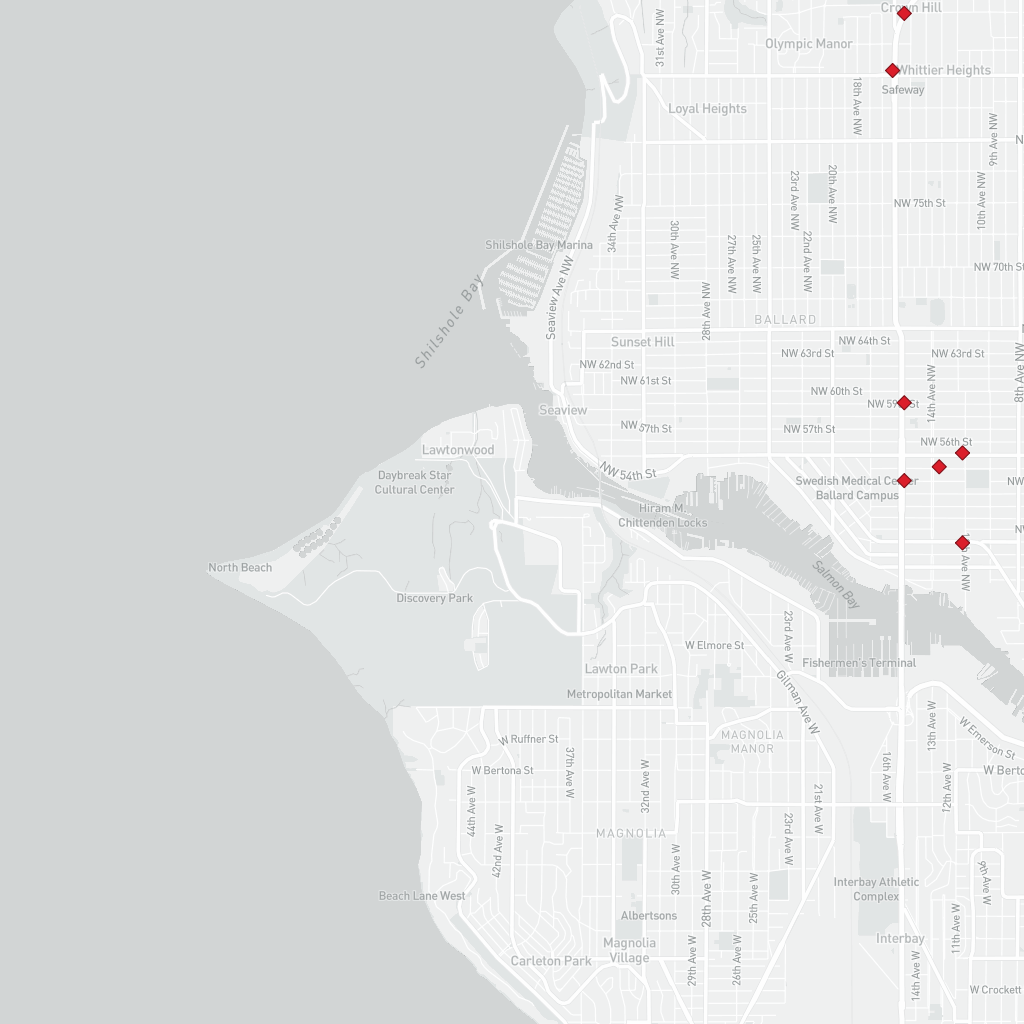 Crown Hill
31st Ave NW
Olympic Manor
Whittier Heights
Safeway
18th Ave NW
Loyal Heights
9th Ave NW
N
23rd Ave NW
20th Ave NW
10th Ave NW
NW 75th St
34th Ave NW
30th Ave NW
27th Ave NW
25th Ave NW
22nd Ave NW
Shilshole Bay Marina
NW 70th St
Seaview Ave NW
28th Ave NW
Shilshole Bay
BALLARD
Sunset Hill
NW 64th St
NW 63rd St
NW 63rd St
NW 62nd St
8th Ave NW
NW 61st St
14th Ave NW
NW 60th St
NW 59th St
Seaview
NW 57th St
NW 57th St
NW 56th St
Lawtonwood
NW 54th St
Daybreak Star
Cultural Center
Swedish Medical Center
Ballard Campus
NW
Hiram M.
Chittenden Locks
Ave NW
North Beach
Salmon Bay
Discovery Park
23rd Ave W
W Elmore St
Lawton Park
Fishermen's Terminal
Metropolitan Market
Gilman Ave W
13th Ave W
W Emerson St
W Ruffner St
MAGNOLIA
MANOR
37th Ave W
W Bertona St
32nd Ave W
16th Ave W
12th Ave W
W Berto
44th Ave W
21st Ave W
42nd Ave W
MAGNOLIA
23rd Ave W
30th Ave W
9th Ave W
Interbay Athletic
Complex
Beach Lane West
28th Ave W
25th Ave W
Albertsons
11th Ave W
Magnolia
Village
Interbay
Carleton Park
29th Ave W
26th Ave W
14th Ave W
W Crockett